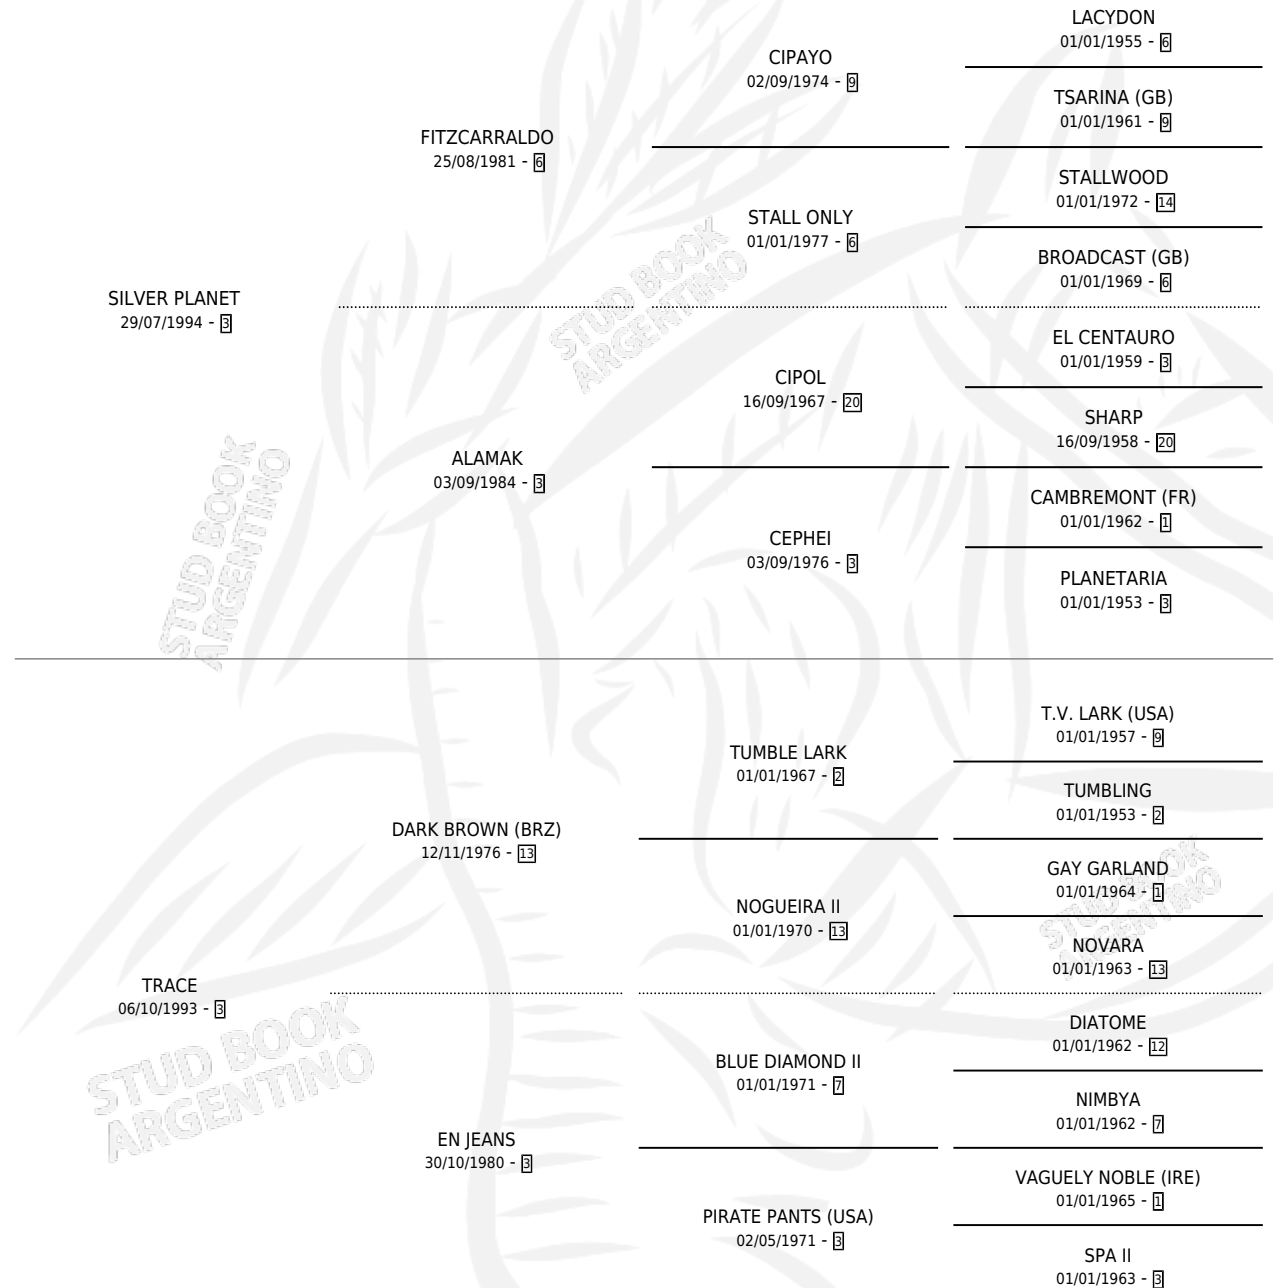 SILVER PLANET
29/07/1994 - 3
FITZCARRALDO
25/08/1981 - 6
ALAMAK
03/09/1984 - 3
CIPAYO
02/09/1974 - 9
STALL ONLY
01/01/1977 - 6
CIPOL
16/09/1967 - 20
CEPHEI
03/09/1976 - 3
LACYDON
01/01/1955 - 6
TSARINA (GB)
01/01/1961 - 9
STALLWOOD
01/01/1972 - 14
BROADCAST (GB)
01/01/1969 - 6
EL CENTAURO
01/01/1959 - 3
SHARP
16/09/1958 - 20
CAMBREMONT (FR)
01/01/1962 - 1
PLANETARIA
01/01/1953 - 3
TRACE
06/10/1993 - 3
DARK BROWN (BRZ)
12/11/1976 - 13
EN JEANS
30/10/1980 - 3
TUMBLE LARK
01/01/1967 - 2
NOGUEIRA II
01/01/1970 - 13
BLUE DIAMOND II
01/01/1971 - 7
PIRATE PANTS (USA)
02/05/1971 - 3
T.V. LARK (USA)
01/01/1957 - 9
TUMBLING
01/01/1953 - 2
GAY GARLAND
01/01/1964 - 1
NOVARA
01/01/1963 - 13
DIATOME
01/01/1962 - 12
NIMBYA
01/01/1962 - 7
VAGUELY NOBLE (IRE)
01/01/1965 - 1
SPA II
01/01/1963 - 3
STUD BOOK
ARGENTINO
STUD BOOK
ARGENTINO
STUD BOOK
ARGENTINO
STUD BOOK
ARGENTINO